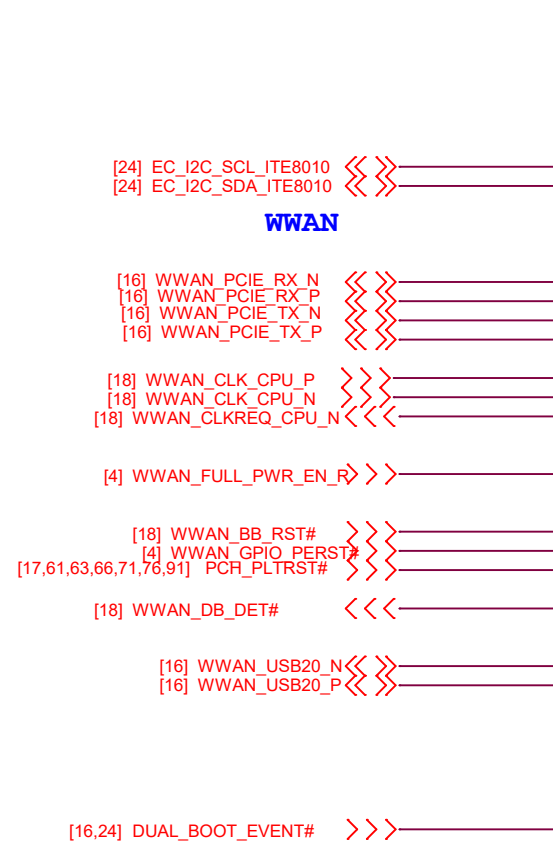 [24] EC_I2C_SCL_ITE8010
[24] EC_I2C_SDA_ITE8010
WWAN
[16] WWAN_PCIE_RX_N
[16] WWAN_PCIE_RX_P
[16] WWAN_PCIE_TX_N
[16] WWAN_PCIE_TX_P
[18] WWAN_CLK_CPU_P
[18] WWAN_CLK_CPU_N
[18] WWAN_CLKREQ_CPU_N
[4] WWAN_FULL_PWR_EN_R
[18] WWAN_BB_RST#
[4] WWAN_GPIO_PERST#
[17,61,63,66,71,76,91] PCH_PLTRST#
[18] WWAN_DB_DET#
[16] WWAN_USB20_N
[16] WWAN_USB20_P
[16,24] DUAL_BOOT_EVENT#